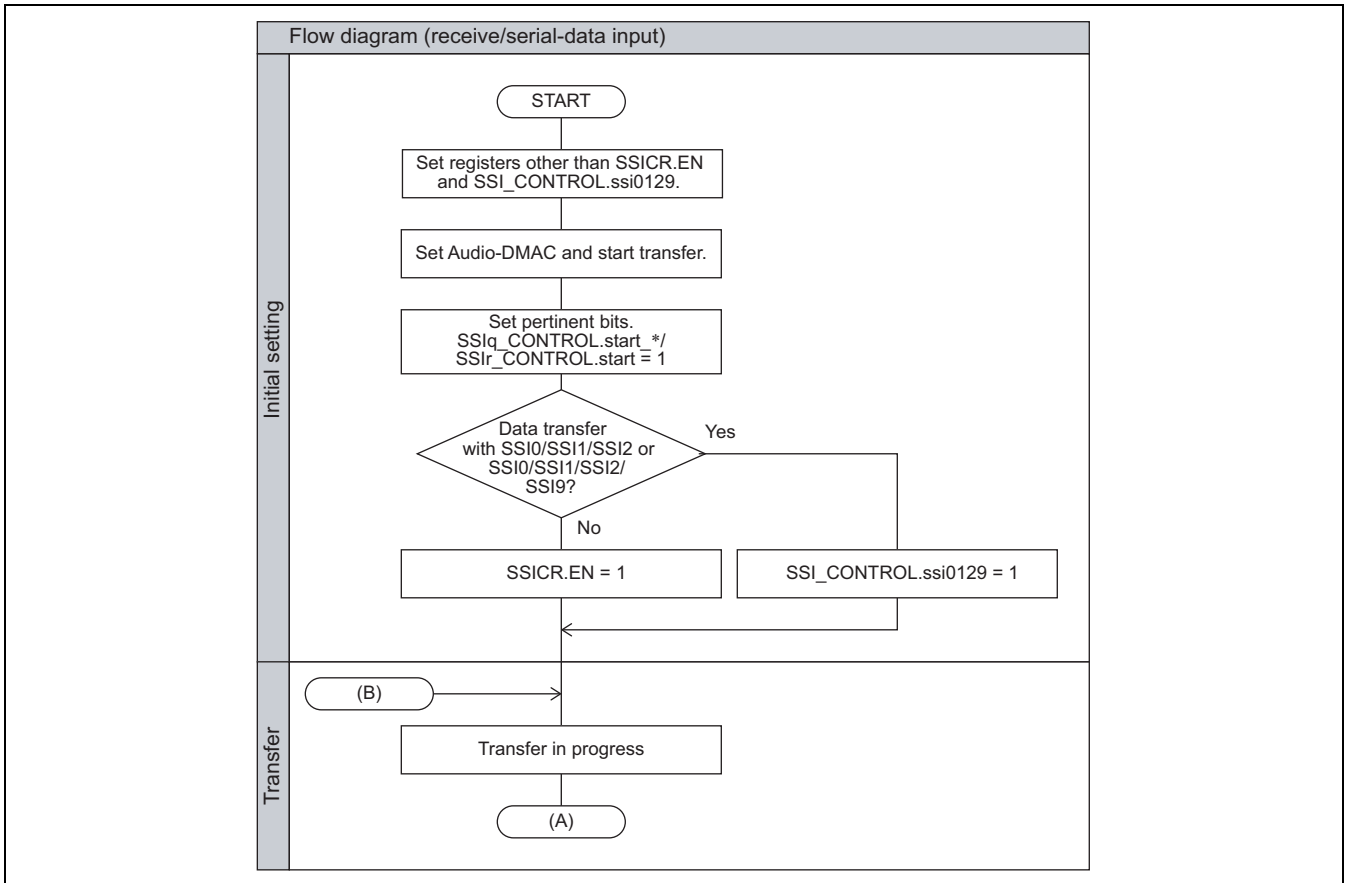 Flow diagram (receive/serial-data input)
Initial setting
START
Set registers other than SSICR.EN
and SSI_CONTROL.ssi0129.
Set Audio-DMAC and start transfer.
Set pertinent bits.
SSIq_CONTROL.start_*/
SSIr_CONTROL.start = 1
Data transfer
with SSI0/SSI1/SSI2 or
SSI0/SSI1/SSI2/
SSI9?
Yes
No
SSICR.EN = 1
SSI_CONTROL.ssi0129 = 1
Transfer
(B)
Transfer in progress
(A)